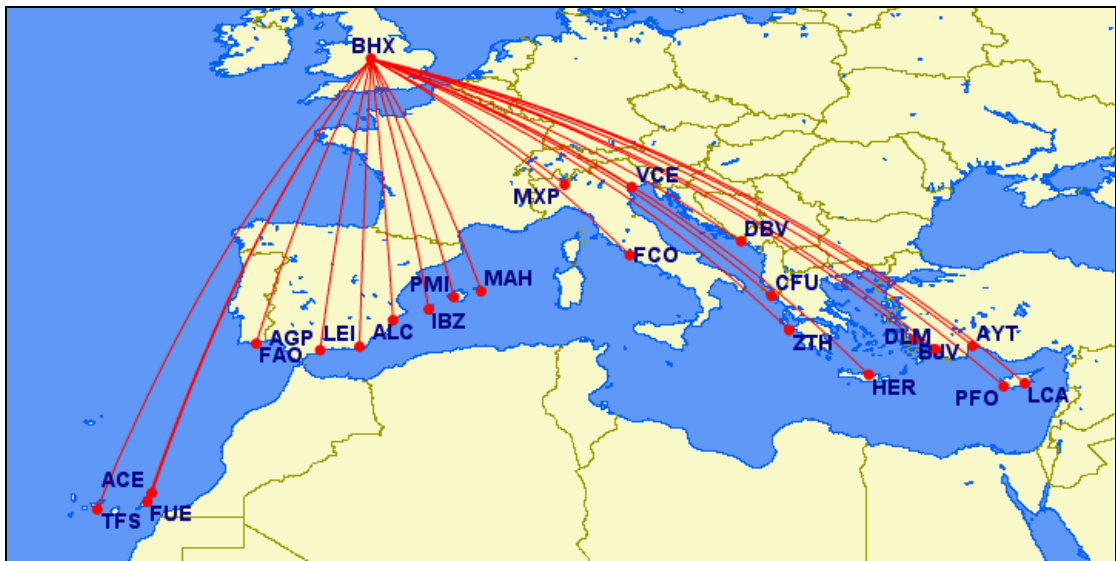 BHX
MXP
VCE
DBV
FCO
PMI
MAH
CFU
IBZ
AGP
LEI
ALC
FAO
ZTH
DLM
AYT
BJV
HER
PFO
LCA
ACE
TFS
FUE